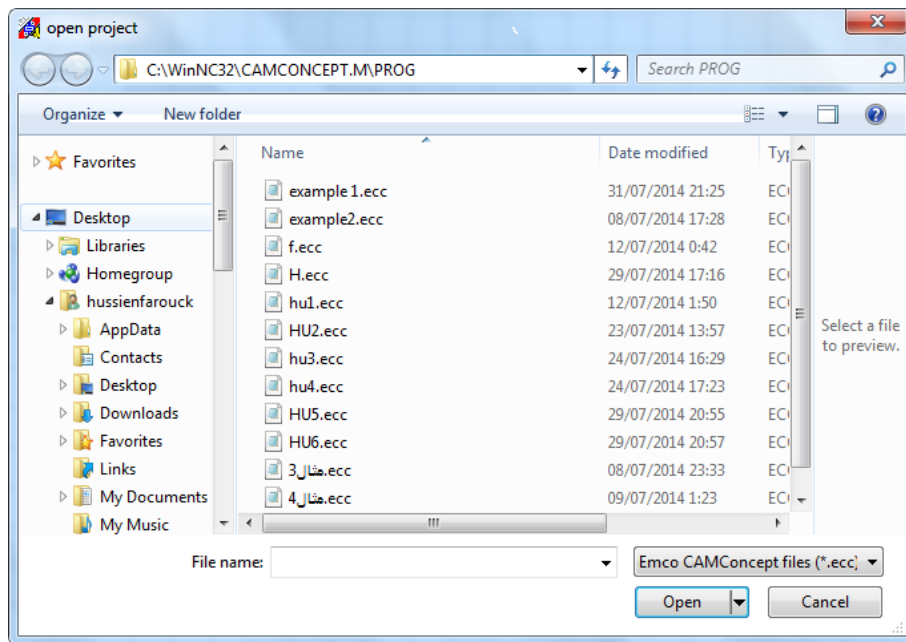 open project
C:\WinNC32\CAMCONCEPT.M\PROG
Search PROG
Organize
New folder
Favorites
Desktop
Libraries
Homegroup
hussienfarouck
AppData
Contacts
Desktop
Downloads
Favorites
Links
My Documents
My Music
Name Date modified
example 1.ecc 31/07/2014 21:25
example2.ecc 08/07/2014 17:28
f.ecc 12/07/2014 0:42
H.ecc 29/07/2014 17:16
hu1.ecc 12/07/2014 1:50
HU2.ecc 23/07/2014 13:57
hu3.ecc 24/07/2014 16:29
hu4.ecc 24/07/2014 17:23
HU5.ecc 29/07/2014 20:55
HU6.ecc 29/07/2014 20:57
مثال3.ecc 08/07/2014 23:33
مثال4.ecc 09/07/2014 1:23
Select a file
to preview.
File name:
Emco CAMConcept files (*.ecc)
Open
Cancel